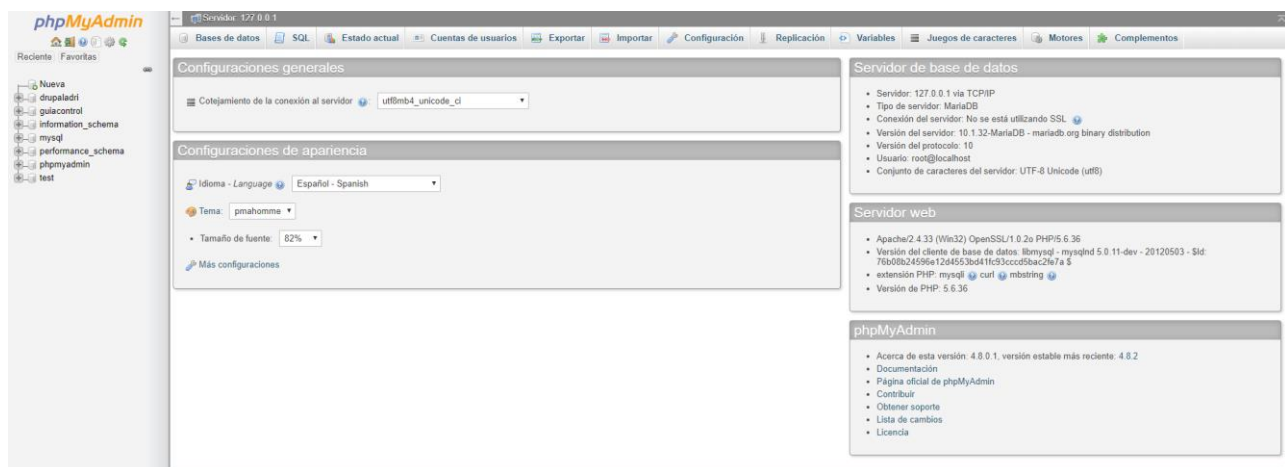 phpMyAdmin
Reciente Favoritas
Nueva
drupaladri
guiacontrol
information_schema
mysql
performance_schema
phpmyadmin
test
Servidor: 127.0.0.1
Bases de datos SQL Estado actual Cuentas de usuarios Exportar Importar Configuración Replicación Variables Juegos de caracteres Motores Complementos
Configuraciones generales
Cotejamiento de la conexión al servidor : utf8mb4_unicode_ci
Configuraciones de apariencia
Idioma - Language Español - Spanish
Tema: pmahomme
• Tamaño de fuente: 82%
Más configuraciones
Servidor de base de datos
• Servidor: 127.0.0.1 via TCP/IP
• Tipo de servidor: MariaDB
• Conexión del servidor: No se está utilizando SSL
• Versión del servidor: 10.1.32-MariaDB - mariadb.org binary distribution
• Versión del protocolo: 10
• Usuario: root@localhost
• Conjunto de caracteres del servidor: UTF-8 Unicode (utf8)
Servidor web
• Apache/2.4.33 (Win32) OpenSSL/1.0.2o PHP/5.6.36
• Versión del cliente de base de datos: libmysql - mysqlnd 5.0.11-dev - 20120503 - $Id:
76b08b24596e12d4553bd41fc93cccd5bac2fe7a $
• extensión PHP: mysqli curl mbstring
• Versión de PHP: 5.6.36
phpMyAdmin
• Acerca de esta versión: 4.8.0.1, versión estable más reciente: 4.8.2
• Documentación
• Página oficial de phpMyAdmin
• Contribuir
• Obtener soporte
• Lista de cambios
• Licencia